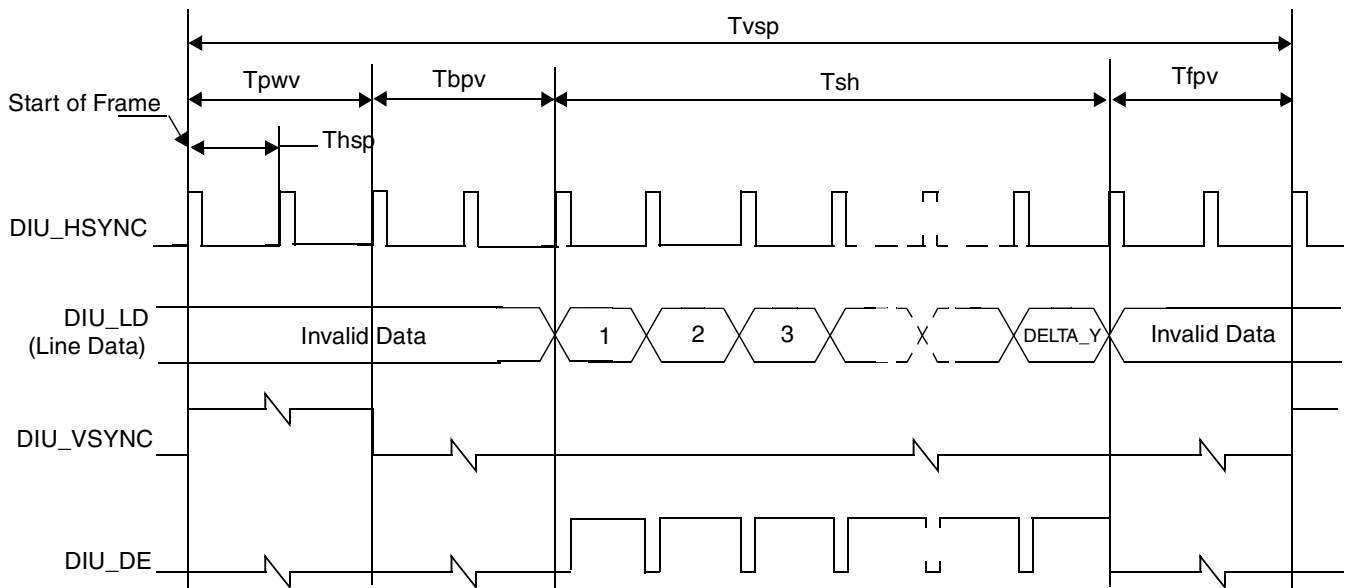 Tvsp
Tpwv Tbpv Tsh Tfpv
Start of Frame
Thsp
DIU_HSYNC
DIU_LD
(Line Data)
Invalid Data 1 2 3 DELTA_Y Invalid Data
DIU_VSYNC
DIU_DE